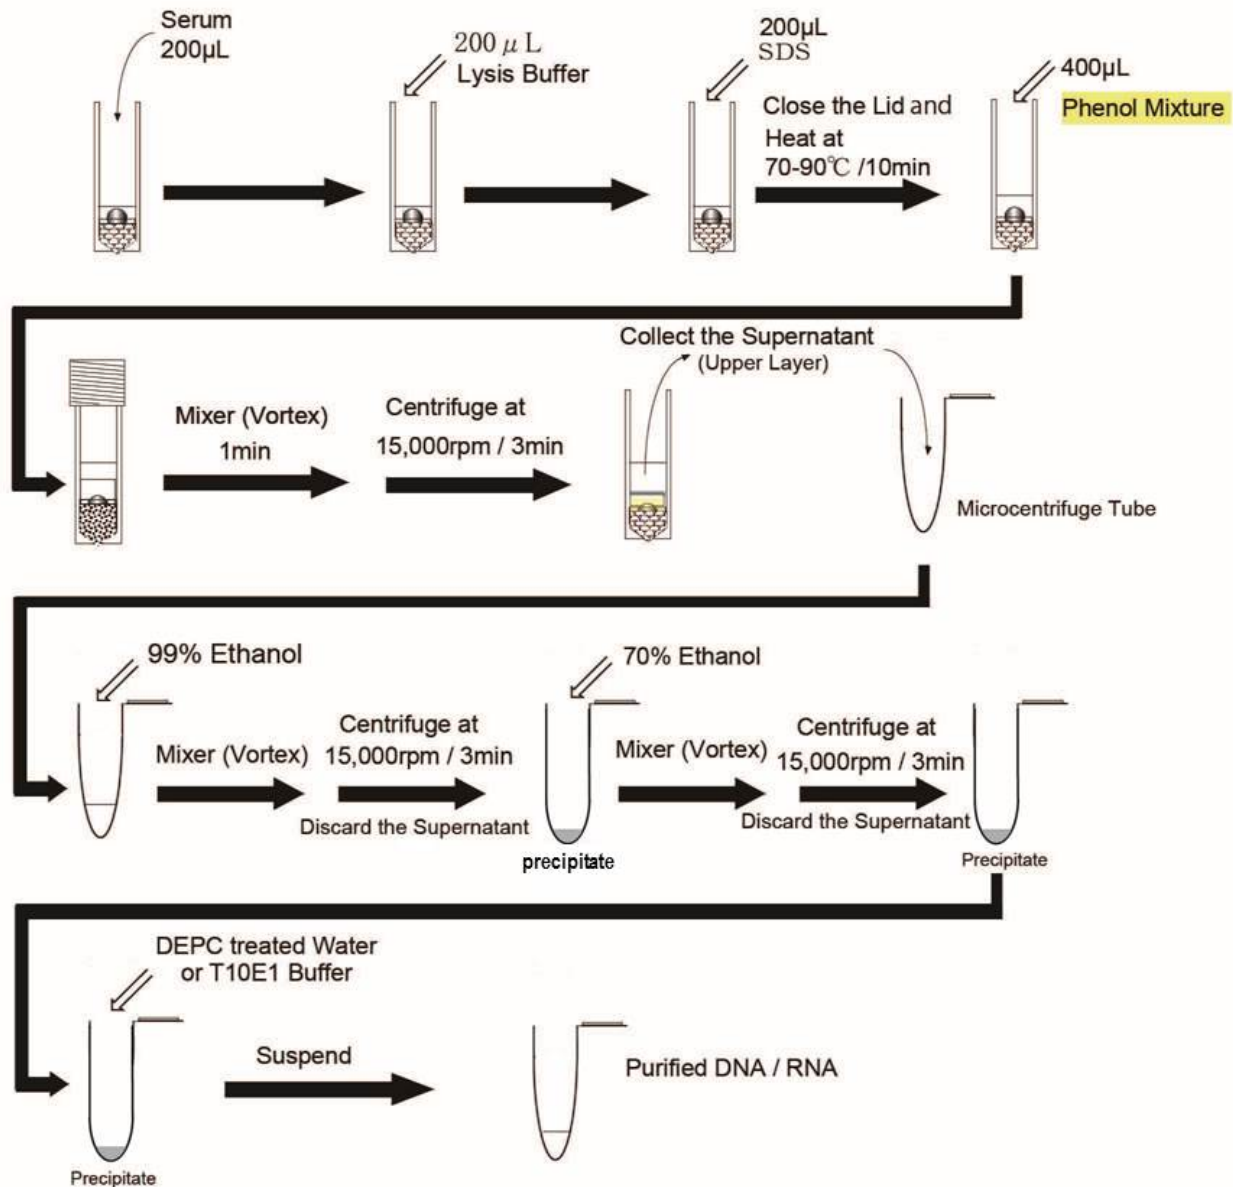 Serum
200µL
200 μ L
Lysis Buffer
200µL
SDS
Close the Lid and
Heat at
70-90℃ /10min
400µL
Phenol Mixture
Mixer (Vortex)
1min
Centrifuge at
15,000rpm / 3min
Collect the Supernatant
(Upper Layer)
Microcentrifuge Tube
99% Ethanol
Mixer (Vortex)
Centrifuge at
15,000rpm / 3min
Discard the Supernatant
70% Ethanol
precipitate
Mixer (Vortex)
Centrifuge at
15,000rpm / 3min
Discard the Supernatant
Precipitate
DEPC treated Water
or T10E1 Buffer
Precipitate
Suspend
Purified DNA / RNA